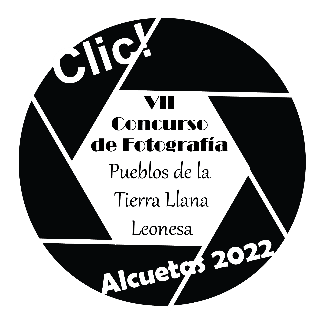 Clic!
VII
Concurso
de Fotografía
Pueblos de la
Tierra Llana
Leonesa
Alcuetas 2022